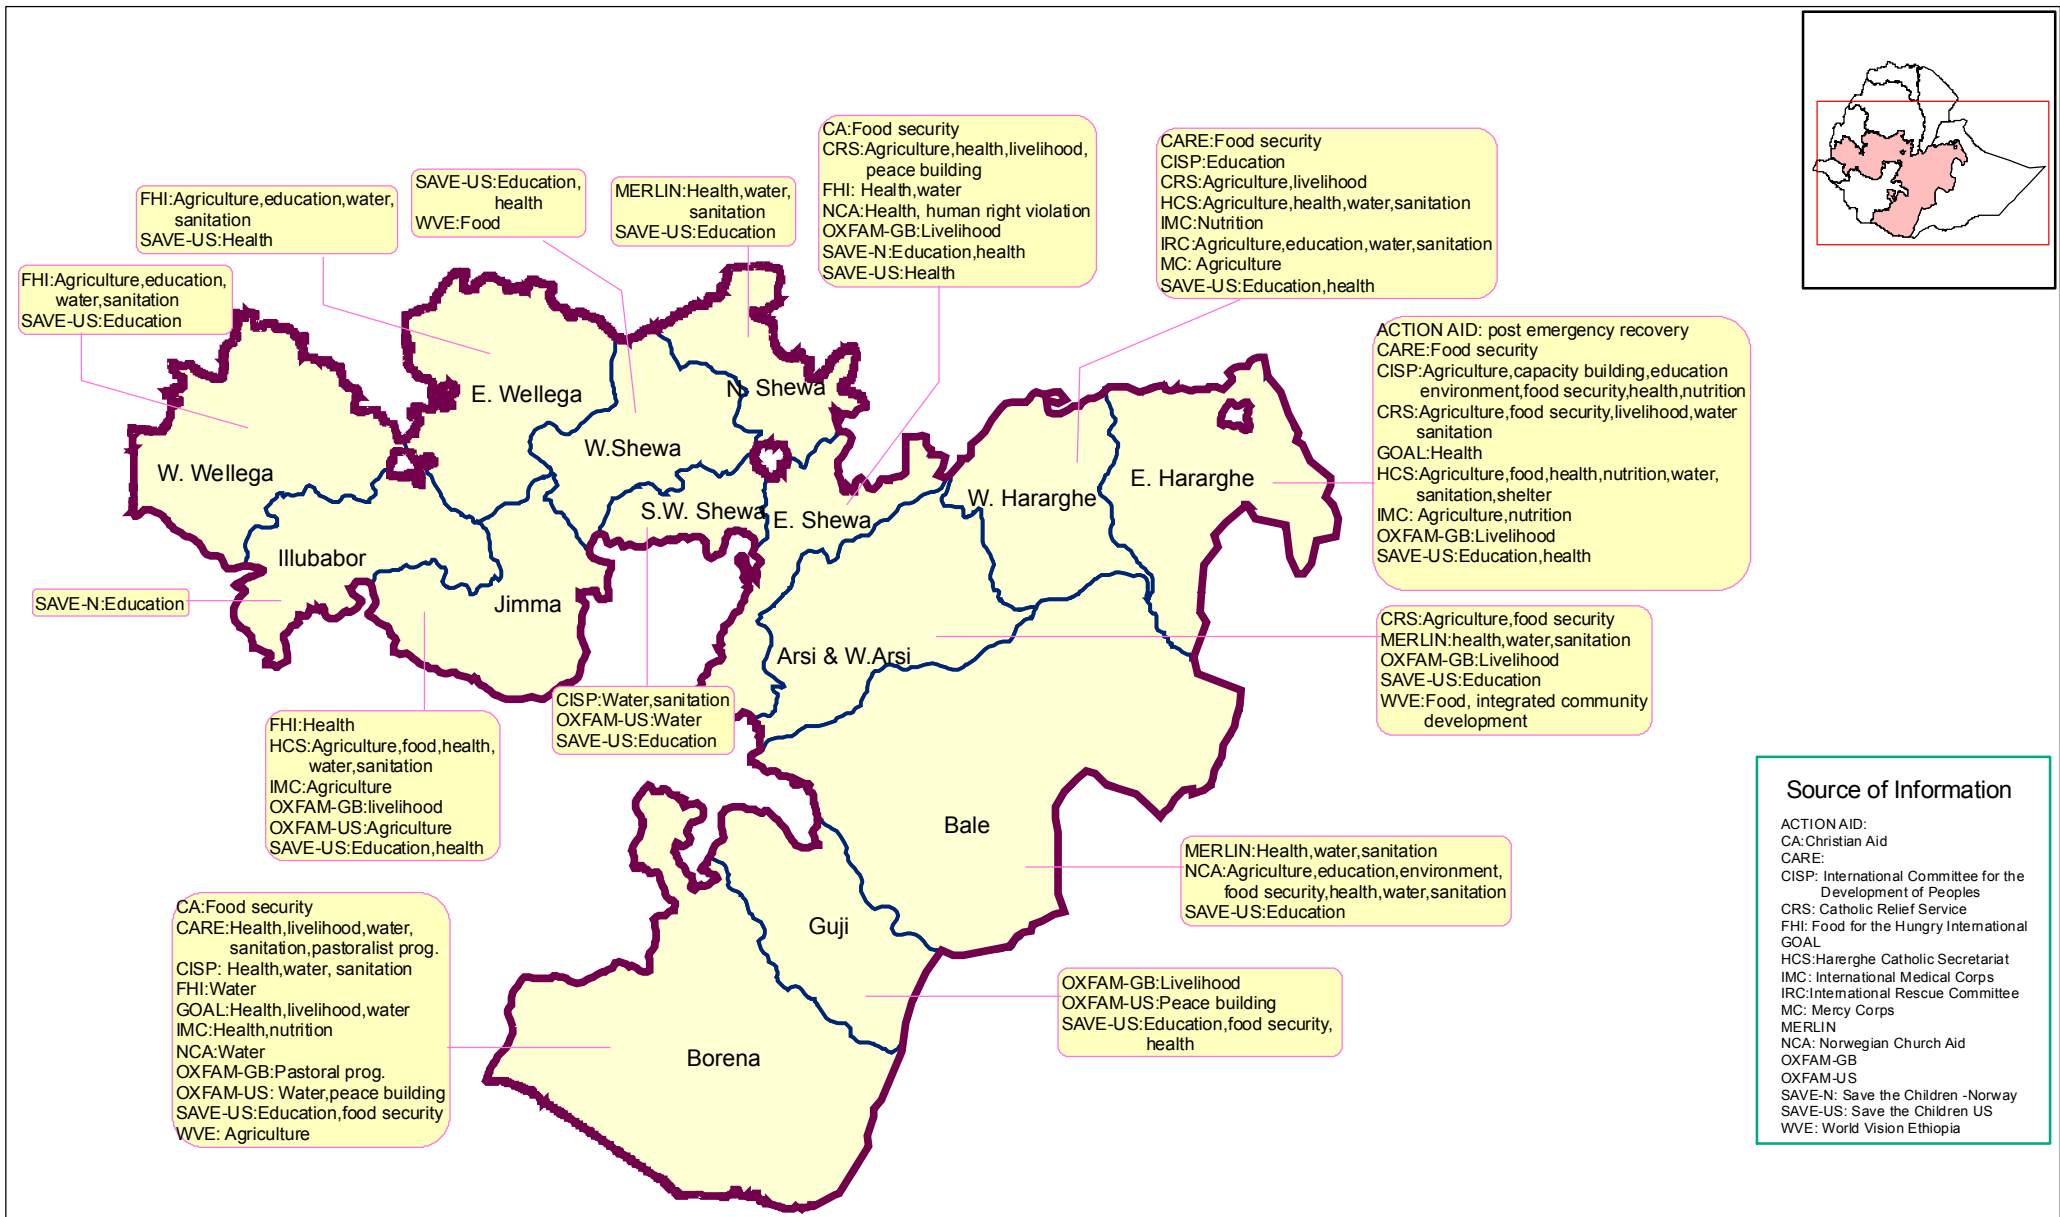 CA:Food security
CRS:Agriculture,health,livelihood,
peace building
FHI: Health,water
NCA:Health, human right violation
OXFAM-GB:Livelihood
SAVE-N:Education,health
SAVE-US:Health
CARE:Food security
CISP:Education
CRS:Agriculture,livelihood
HCS:Agriculture,health,water,sanitation
IMC:Nutrition
IRC:Agriculture,education,water,sanitation
MC: Agriculture
SAVE-US:Education,health
SAVE-US:Education,
health
WVE:Food
MERLIN:Health,water,
sanitation
SAVE-US:Education
FHI:Agriculture,education,water,
sanitation
SAVE-US:Health
FHI:Agriculture,education,
water,sanitation
SAVE-US:Education
ACTION AID: post emergency recovery
CARE:Food security
CISP:Agriculture,capacity building,education
environment,food security,health,nutrition
CRS:Agriculture,food security,livelihood,water
sanitation
GOAL:Health
HCS:Agriculture,food,health,nutrition,water,
sanitation,shelter
IMC: Agriculture,nutrition
OXFAM-GB:Livelihood
SAVE-US:Education,health
N. Shewa
E. Wellega
W.Shewa
W. Wellega
E. Hararghe
W. Hararghe
S.W. Shewa
E. Shewa
Illubabor
Jimma
SAVE-N:Education
Arsi & W.Arsi
CRS:Agriculture,food security
MERLIN:health,water,sanitation
OXFAM-GB:Livelihood
SAVE-US:Education
WVE:Food, integrated community
development
CISP:Water,sanitation
OXFAM-US:Water
SAVE-US:Education
FHI:Health
HCS:Agriculture,food,health,
water,sanitation
IMC:Agriculture
OXFAM-GB:livelihood
OXFAM-US:Agriculture
SAVE-US:Education,health
Bale
MERLIN:Health,water,sanitation
NCA:Agriculture,education,environment,
food security,health,water,sanitation
SAVE-US:Education
Guji
CA:Food security
CARE:Health,livelihood,water,
sanitation,pastoralist prog.
CISP: Health,water, sanitation
FHI:Water
GOAL:Health,livelihood,water
IMC:Health,nutrition
NCA:Water
OXFAM-GB:Pastoral prog.
OXFAM-US: Water,peace building
SAVE-US:Education,food security
WVE: Agriculture
OXFAM-GB:Livelihood
OXFAM-US:Peace building
SAVE-US:Education,food security,
health
Borena
Source of Information
ACTION AID:
CA:Christian Aid
CARE:
CISP: International Committee for the
Development of Peoples
CRS: Catholic Relief Service
FHI: Food for the Hungry International
GOAL
HCS:Harerghe Catholic Secretariat
IMC: International Medical Corps
IRC:International Rescue Committee
MC: Mercy Corps
MERLIN
NCA: Norwegian Church Aid
OXFAM-GB
OXFAM-US
SAVE-N: Save the Children -Norway
SAVE-US: Save the Children US
WVE: World Vision Ethiopia